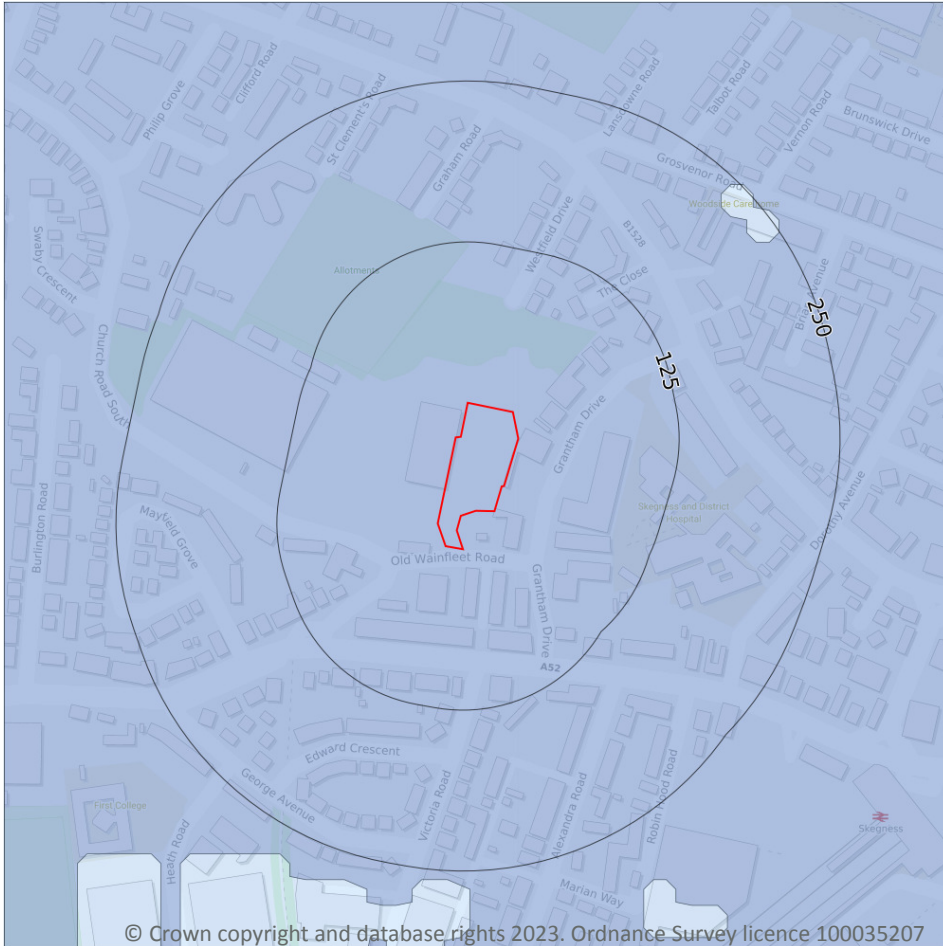 Philip Grove
Clifford Road
St Clement's Road
Graham Road
Lansdowne Road
Talbot Road
Vernon Road
Brunswick Drive
Grosvenor Road
Woodside Care Home
Swaby Crescent
Allotments
Westfield Drive
B1528
The Close
250
125
Church Road South
Grantham Drive
Skegness and District
Hospital
Dorothy Avenue
Burlington Road
Mayfield Grove
Old Wainfleet Road
Grantham Drive
A52
Edward Crescent
George Avenue
First College
Victoria Road
Alexandra Road
Robin Hood Road
Skegness
Heath Road
Marian Way
© Crown copyright and database rights 2023. Ordnance Survey licence 100035207